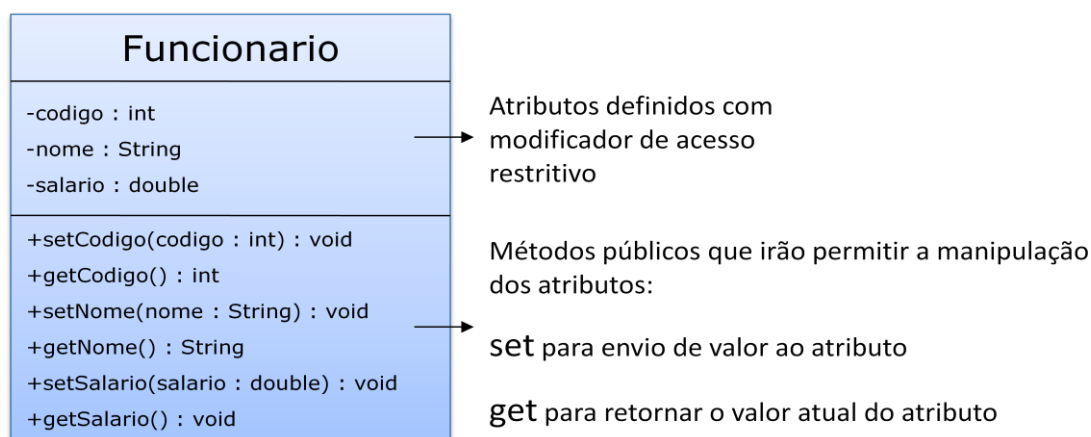 Funcionario
-codigo : int
-nome : String
-salario : double
Atributos definidos com
modificador de acesso
restritivo
+setCodigo(codigo : int) : void
+getCodigo() : int
+setNome(nome : String) : void
+getNome() : String
+setSalario(salario : double) : void
+getSalario() : void
Métodos públicos que irão permitir a manipulação
dos atributos:
set para envio de valor ao atributo
get para retornar o valor atual do atributo